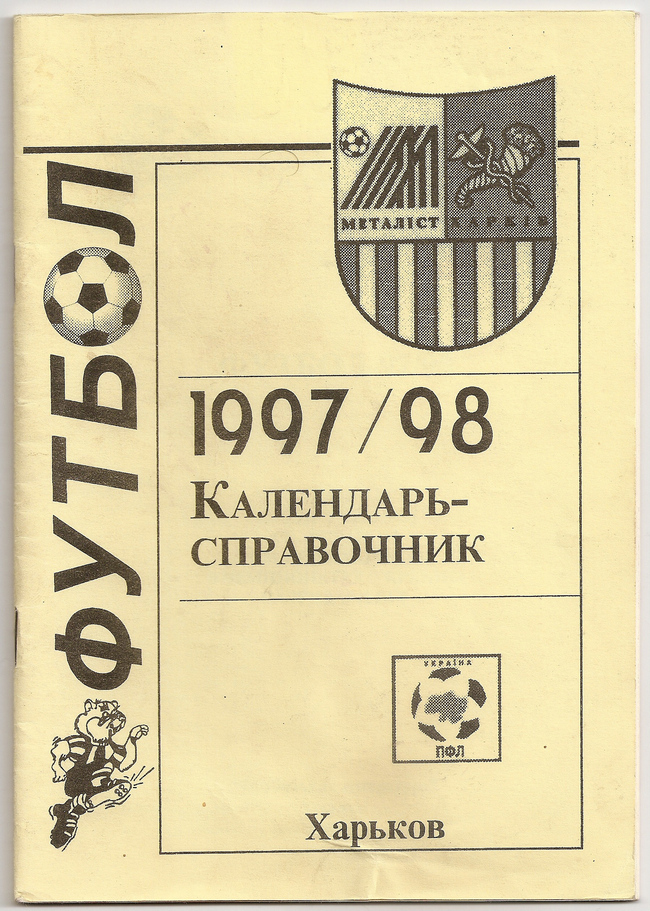 ФУТБОЛ
МЕТАЛІСТ ХАРКІВ
1997/98
КАЛЕНДАРЬ-
СПРАВОЧНИК
УКРАЇНА
ПФЛ
Харьков